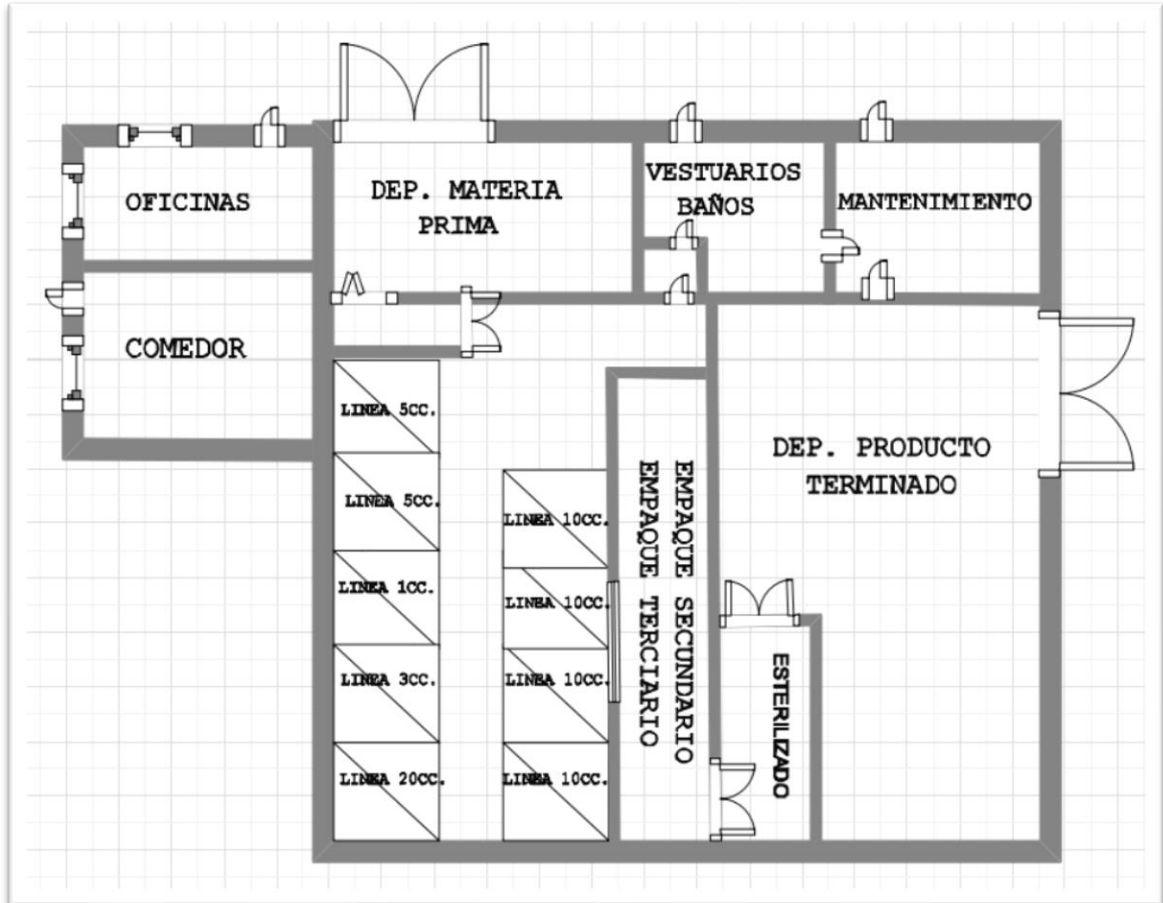 OFICINAS
DEP. MATERIA
PRIMA
VESTUARIOS
BAÑOS
MANTENIMIENTO
COMEDOR
LINEA 5CC.
LINEA 5CC.
LINEA 1CC.
LINEA 3CC.
LINEA 20CC.
LINEA 10CC.
LINEA 10CC.
LINEA 10CC.
LINEA 10CC.
EMPAQUE SECUNDARIO
EMPAQUE TERCIARIO
DEP. PRODUCTO
TERMINADO
ESTERILIZADO